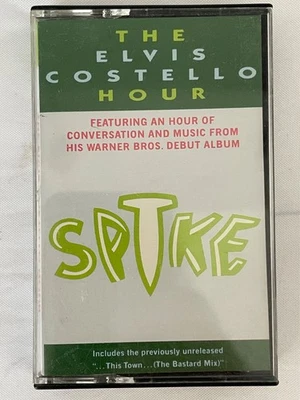 THE
ELVIS
COSTELLO
HOUR
FEATURING AN HOUR OF
CONVERSATION AND MUSIC FROM
HIS WARNER BROS. DEBUT ALBUM
SPIKE
Includes the previously unreleased
"...This Town...(The Bastard Mix)"